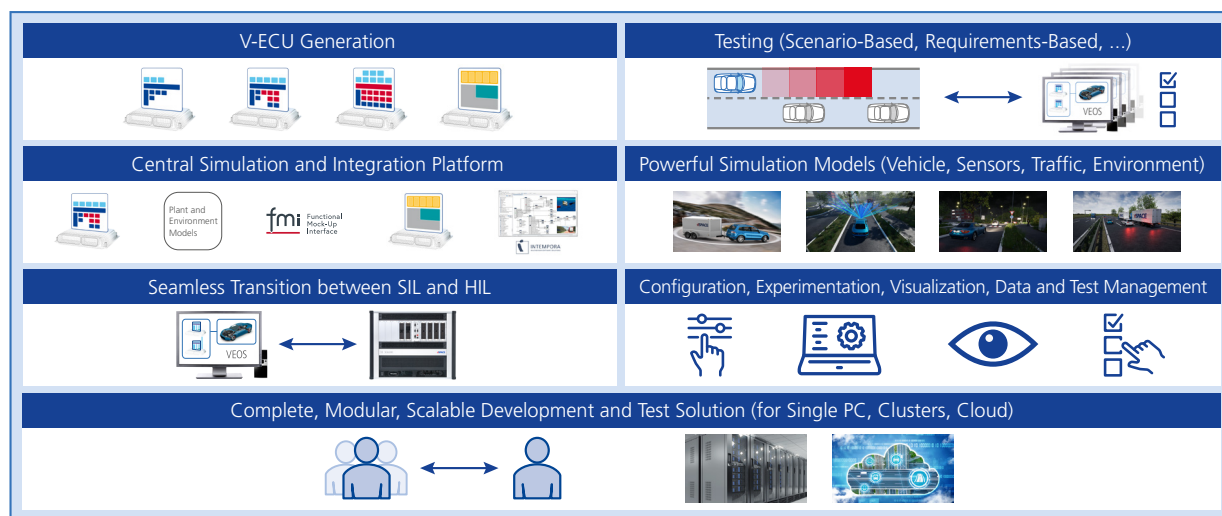 V-ECU Generation
Testing (Scenario-Based, Requirements-Based, ...)
VEOS
Central Simulation and Integration Platform
Plant and
Environment
Models
fmi Functional
Mock-Up
Interface
INTEMPORA
Powerful Simulation Models (Vehicle, Sensors, Traffic, Environment)
Seamless Transition between SIL and HIL
VEOS
Configuration, Experimentation, Visualization, Data and Test Management
Complete, Modular, Scalable Development and Test Solution (for Single PC, Clusters, Cloud)